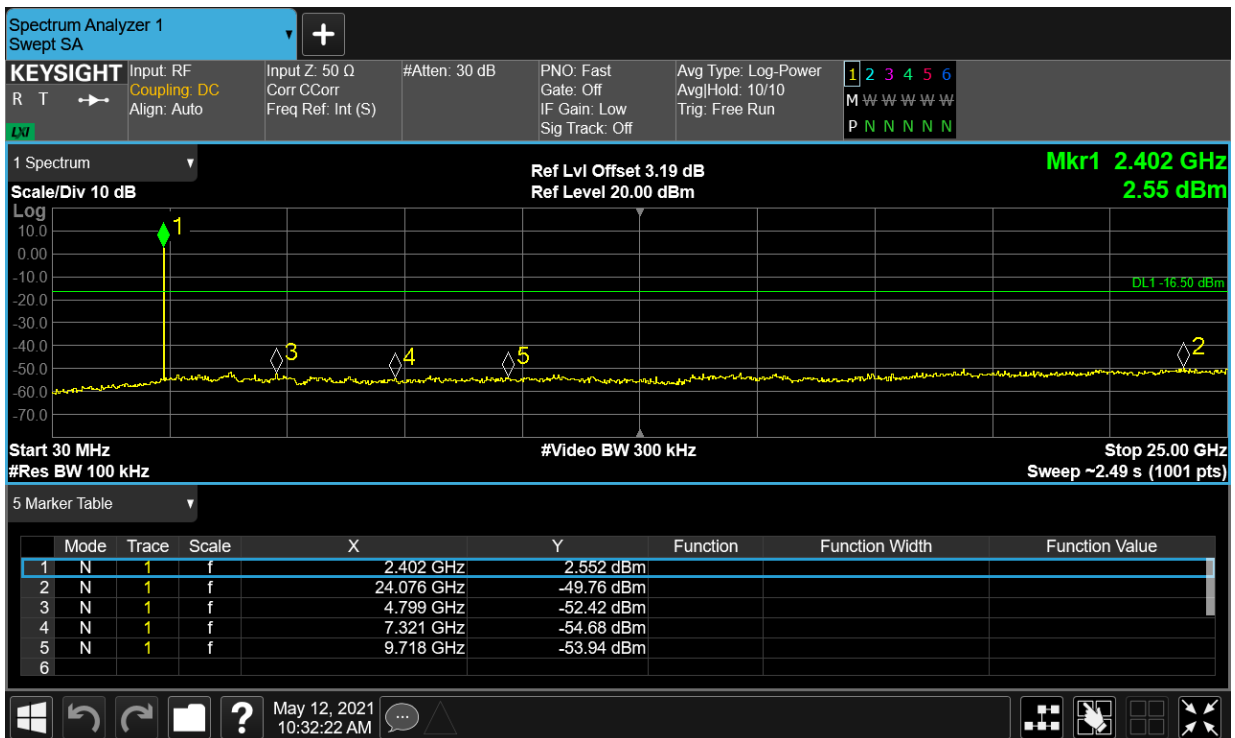 Spectrum Analyzer 1
Swept SA
+
KEYSIGHT
R T
LXI
Input: RF
Coupling: DC
Align: Auto
Input Z: 50 Ω
Corr CCorr
Freq Ref: Int (S)
#Atten: 30 dB
PNO: Fast
Gate: Off
IF Gain: Low
Sig Track: Off
Avg Type: Log-Power
Avg|Hold: 10/10
Trig: Free Run
1 2 3 4 5 6
M W W W W W
P N N N N N
1 Spectrum
Ref Lvl Offset 3.19 dB
Mkr1 2.402 GHz
Scale/Div 10 dB
Ref Level 20.00 dBm
2.55 dBm
Log
1
10.0
0.00
-10.0
DL1 -16.50 dBm
-20.0
-30.0
-40.0
3
4
5
2
-50.0
-60.0
-70.0
Start 30 MHz
#Video BW 300 kHz
Stop 25.00 GHz
#Res BW 100 kHz
Sweep ~2.49 s (1001 pts)
5 Marker Table
Mode Trace Scale X Y Function Function Width Function Value
1 N 1 f 2.402 GHz 2.552 dBm
2 N 1 f 24.076 GHz -49.76 dBm
3 N 1 f 4.799 GHz -52.42 dBm
4 N 1 f 7.321 GHz -54.68 dBm
5 N 1 f 9.718 GHz -53.94 dBm
6
?
May 12, 2021
10:32:22 AM